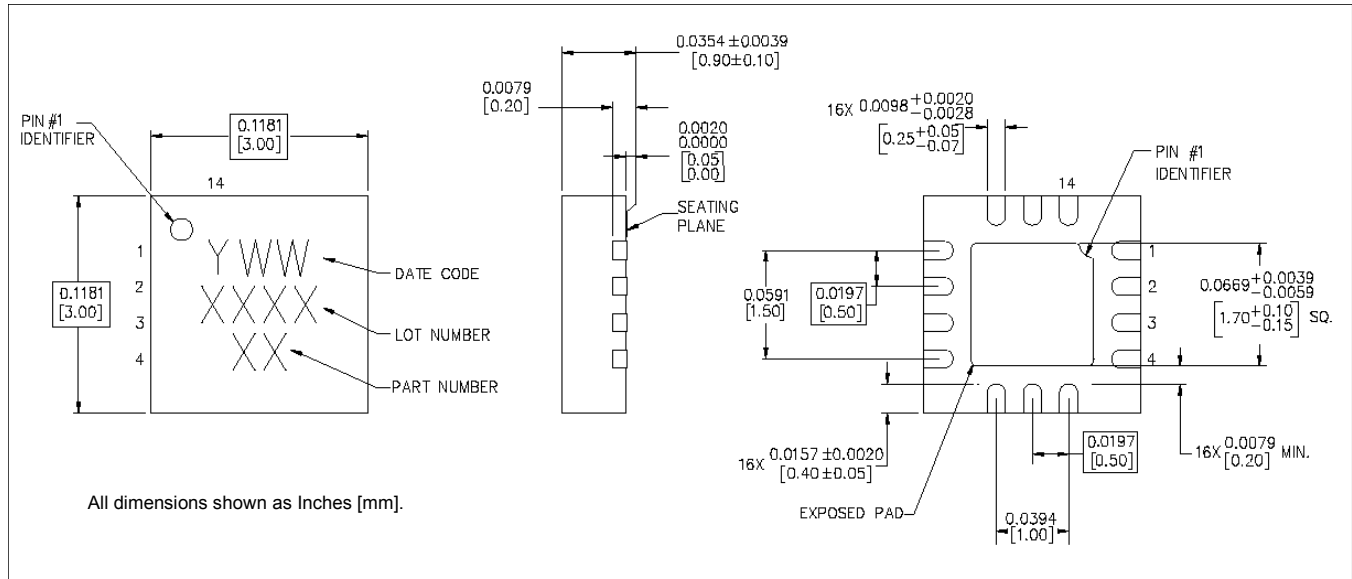 PIN #1
IDENTIFIER
0.1181
[3.00]
14
0.1181
[3.00]
1
2
3
4
Y WWW
XXXX
XX
DATE CODE
LOT NUMBER
PART NUMBER
All dimensions shown as Inches [mm].
0.0354 ±0.0039
[0.90±0.10]
0.0079
[0.20]
0.0020
0.0000
[0.05]
[0.00]
SEATING
PLANE
16X 0.0098 +0.0020 -0.0028
[0.25 +0.05 -0.07]
PIN #1
IDENTIFIER
14
1
2
3
4
0.0591
[1.50]
0.0197
[0.50]
0.0669 +0.0039 -0.0059
[1.70 +0.10 -0.15] SQ.
16X 0.0157 ±0.0020
[0.40 ±0.05]
0.0197
[0.50]
16X 0.0079 MIN.
[0.20]
EXPOSED PAD
0.0394
[1.00]